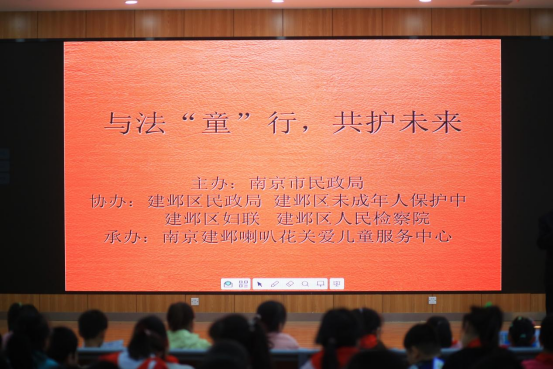 与法“童”行，共护未来
主办：南京市民政局
协办：建邺区民政局 建邺区未成年人保护中
建邺区妇联 建邺区人民检察院
承办：南京建邺喇叭花关爱儿童服务中心